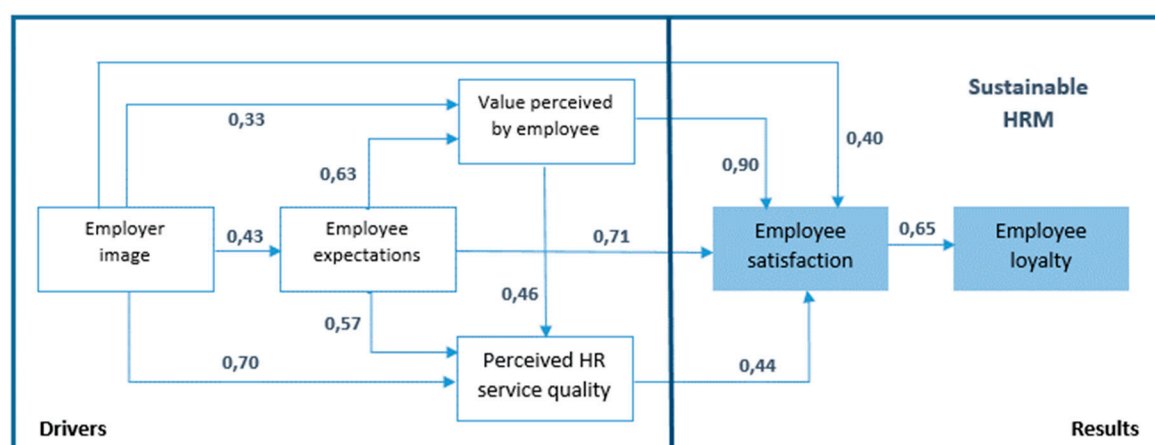 Sustainable
HRM
Value perceived
by employee
0,33
0,40
0,90
0,63
Employer
image
0,43
Employee
expectations
0,71
Employee
satisfaction
0,65
Employee
loyalty
0,46
0,57
0,70
Perceived HR
service quality
0,44
Drivers
Results